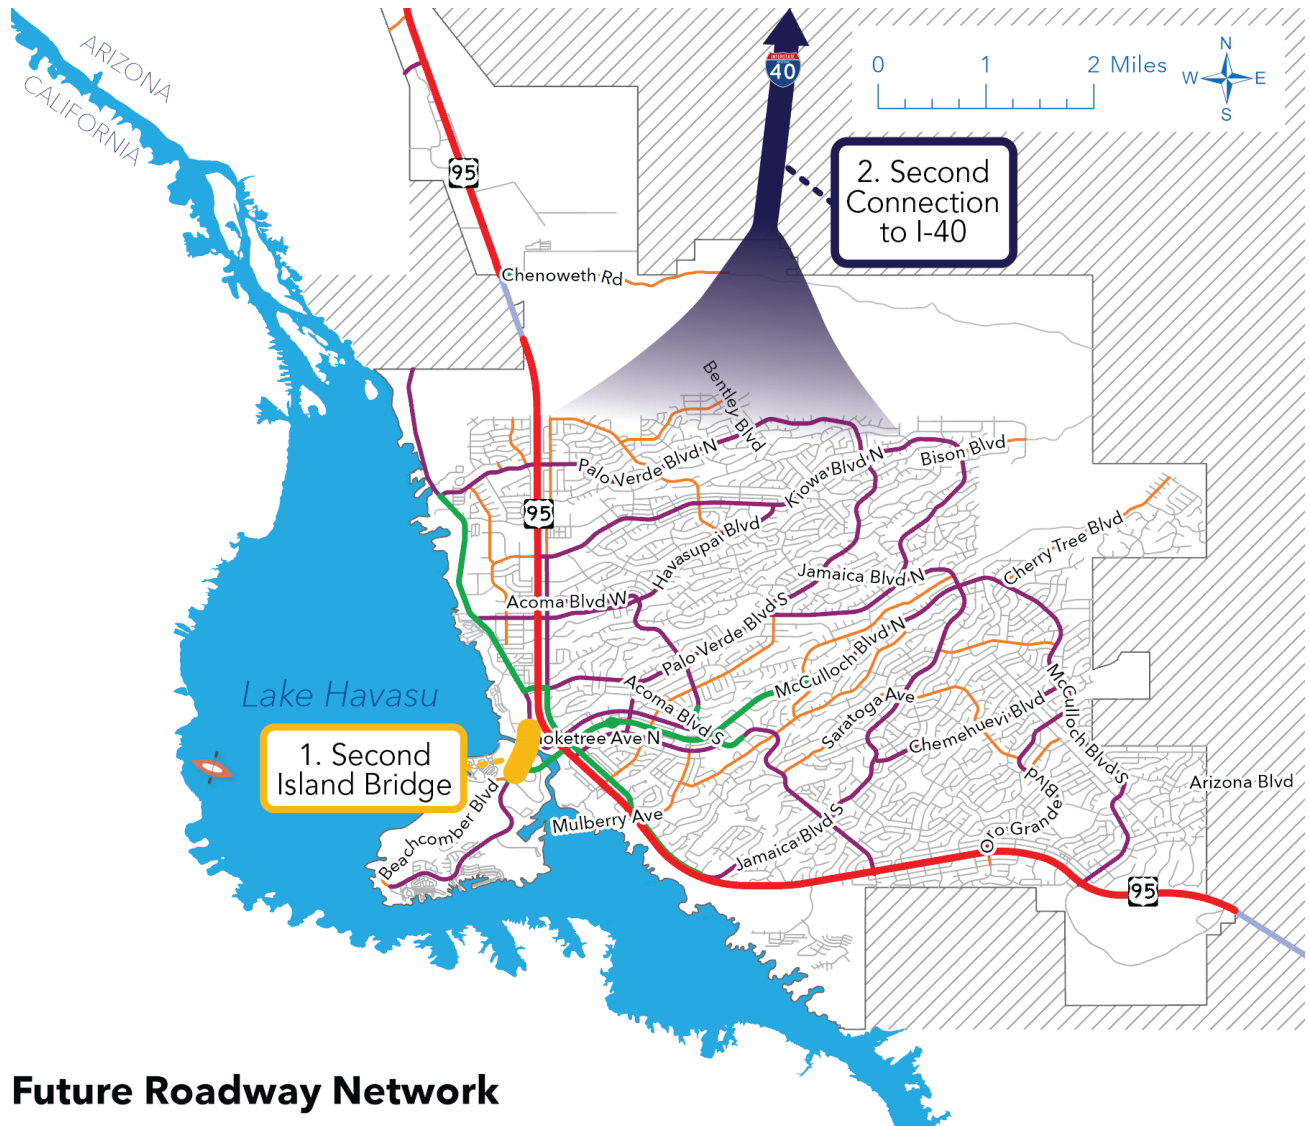 ARIZONA
CALIFORNIA
INTERSTATE
40
0 1 2 Miles
N
W E
S
95
2. Second
Connection
to I-40
Chenoweth Rd
Bentley Blvd
Palo Verde Blvd N
Kiowa Blvd N
Bison Blvd
95
Havasupai Blvd
Cherry Tree Blvd
Jamaica Blvd N
Acoma Blvd W
Palo Verde Blvd S
McCulloch Blvd N
Lake Havasu
Acoma Blvd S
Saratoga Ave
Chemehuevi Blvd
McCulloch Blvd S
oketree Ave N
1. Second
Island Bridge
Arizona Blvd
Beachcomber Blvd
Mulberry Ave
Jamaica Blvd S
o Grande Blvd
95
Future Roadway Network